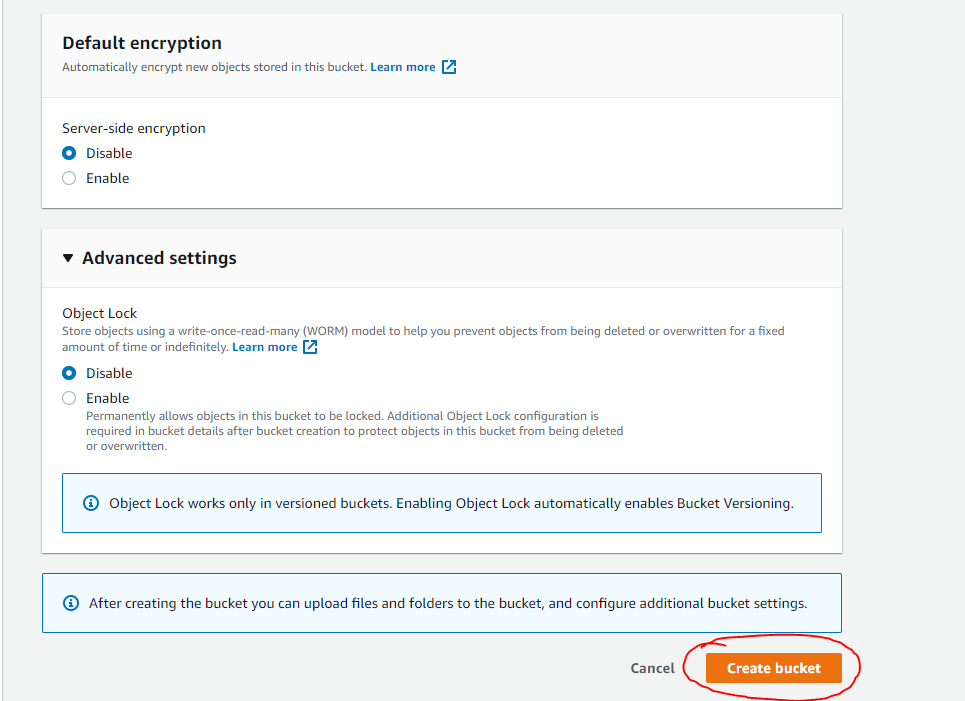 Default encryption
Automatically encrypt new objects stored in this bucket. Learn more
Server-side encryption
Disable
Enable
Advanced settings
Object Lock
Store objects using a write-once-read-many (WORM) model to help you prevent objects from being deleted or overwritten for a fixed
amount of time or indefinitely. Learn more
Disable
Enable
Permanently allows objects in this bucket to be locked. Additional Object Lock configuration is
required in bucket details after bucket creation to protect objects in this bucket from being deleted
or overwritten.
Object Lock works only in versioned buckets. Enabling Object Lock automatically enables Bucket Versioning.
After creating the bucket you can upload files and folders to the bucket, and configure additional bucket settings.
Cancel Create bucket